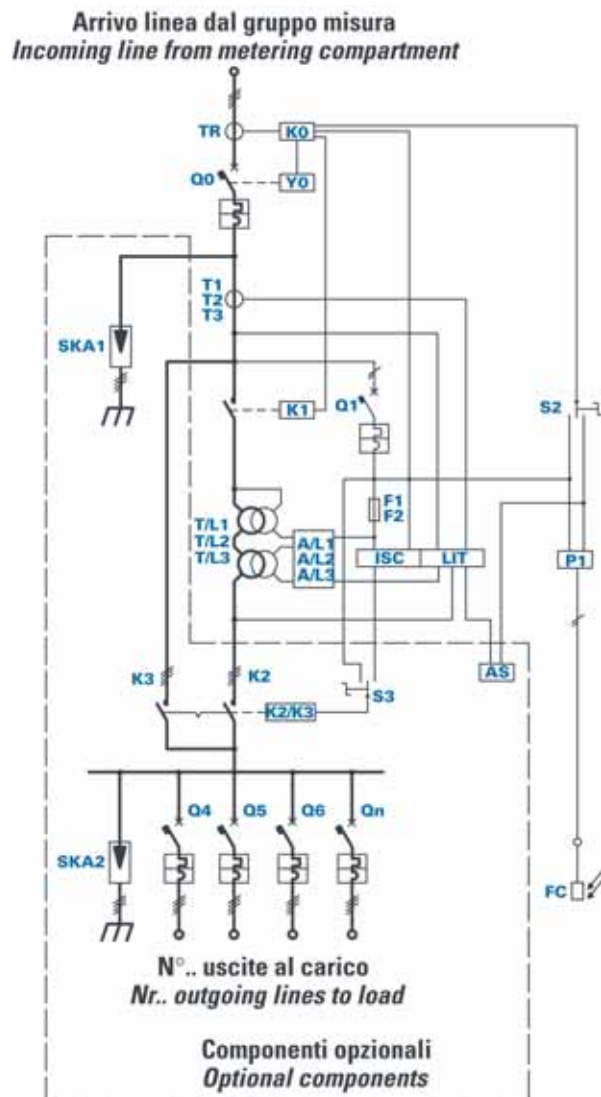 Arrivo linea dal gruppo misura
Incoming line from metering compartment
TR
K0
Q0
Y0
T1
T2
T3
SKA1
K1
Q1
S2
F1
F2
T/L1
T/L2
T/L3
A/L1
A/L2
A/L3
ISC
LIT
P1
K3
K2
AS
S3
K2/K3
Q4
Q5
Q6
Qn
SKA2
FC
N°.. uscite al carico
Nr.. outgoing lines to load
Componenti opzionali
Optional components